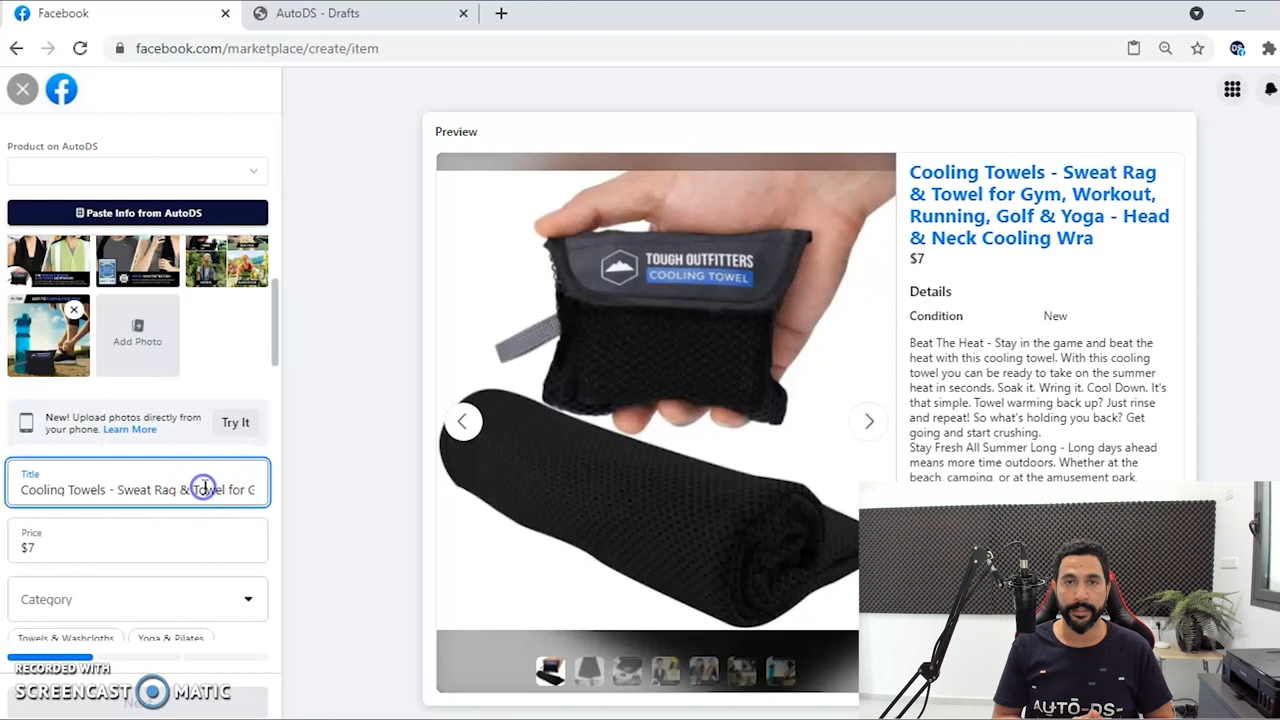 Facebook
AutoDS - Drafts
facebook.com/marketplace/create/item
Product on AutoDS
Paste Info from AutoDS
Add Photo
New! Upload photos directly from
your phone. Learn More
Try It
Title
Cooling Towels - Sweat Rag & Towel for G
Price
$7
Category
Towels & Washcloths
Yoga & Pilates
RECORDED WITH
SCREENCAST MATIC
Preview
TOUGH OUTFITTERS
COOLING TOWEL
Cooling Towels - Sweat Rag
& Towel for Gym, Workout,
Running, Golf & Yoga - Head
& Neck Cooling Wra
$7
Details
Condition New
Beat The Heat - Stay in the game and beat the
heat with this cooling towel. With this cooling
towel you can be ready to take on the summer
heat in seconds. Soak it. Wring it. Cool Down. It's
that simple. Towel warming back up? Just rinse
and repeat! So what's holding you back? Get
going and start crushing.
Stay Fresh All Summer Long - Long days ahead
means more time outdoors. Whether at the
beach, camping, or at the amusement park,
AUTO-DS